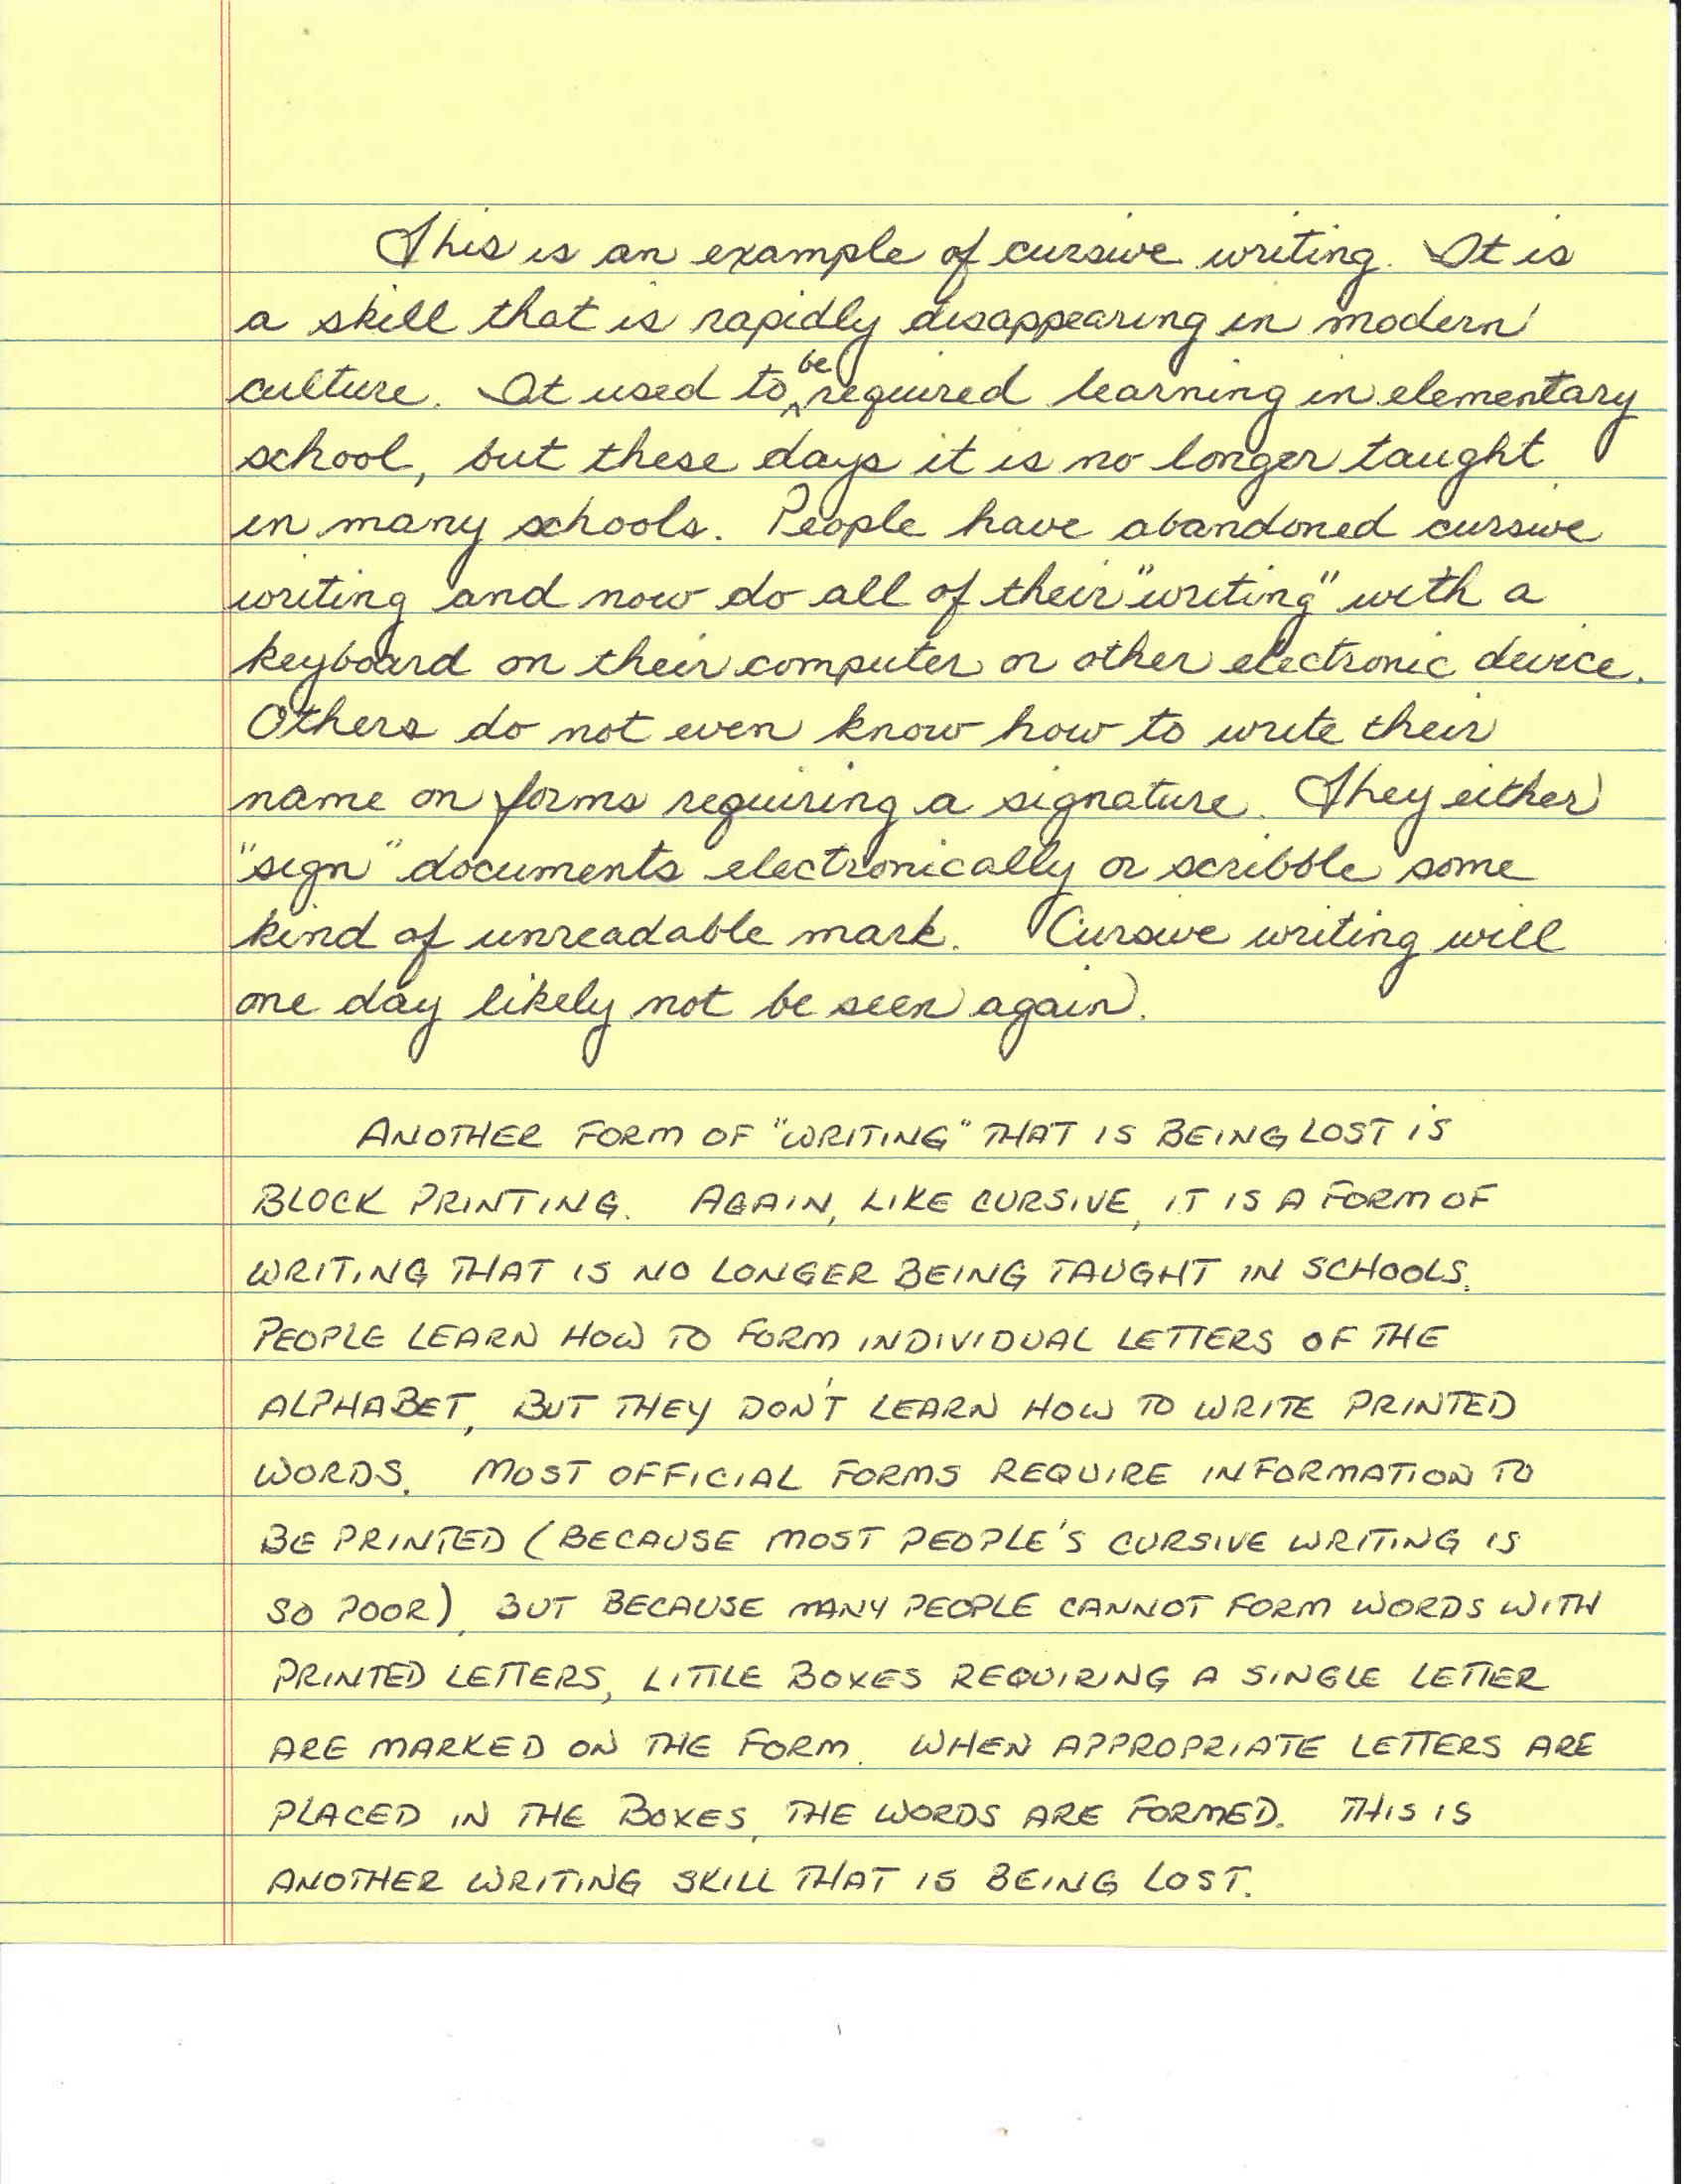 This is an example of cursive writing. It is
a skill that is rapidly disappearing in modern
culture. It used to be required learning in elementary
school, but these days it is no longer taught
in many schools. People have abandoned cursive
writing and now do all of their "writing" with a
keyboard on their computer or other electronic device.
Others do not even know how to write their
name on forms requiring a signature. They either
"sign" documents electronically or scribble some
kind of unreadable mark. Cursive writing will
one day likely not be seen again.
ANOTHER FORM OF "WRITING" THAT IS BEING LOST IS
BLOCK PRINTING. AGAIN, LIKE CURSIVE, IT IS A FORM OF
WRITING THAT IS NO LONGER BEING TAUGHT IN SCHOOLS.
PEOPLE LEARN HOW TO FORM INDIVIDUAL LETTERS OF THE
ALPHABET, BUT THEY DON'T LEARN HOW TO WRITE PRINTED
WORDS. MOST OFFICIAL FORMS REQUIRE INFORMATION TO
BE PRINTED (BECAUSE MOST PEOPLE'S CURSIVE WRITING IS
SO POOR), BUT BECAUSE MANY PEOPLE CANNOT FORM WORDS WITH
PRINTED LETTERS, LITTLE BOXES REQUIRING A SINGLE LETTER
ARE MARKED ON THE FORM. WHEN APPROPRIATE LETTERS ARE
PLACED IN THE BOXES, THE WORDS ARE FORMED. THIS IS
ANOTHER WRITING SKILL THAT IS BEING LOST.